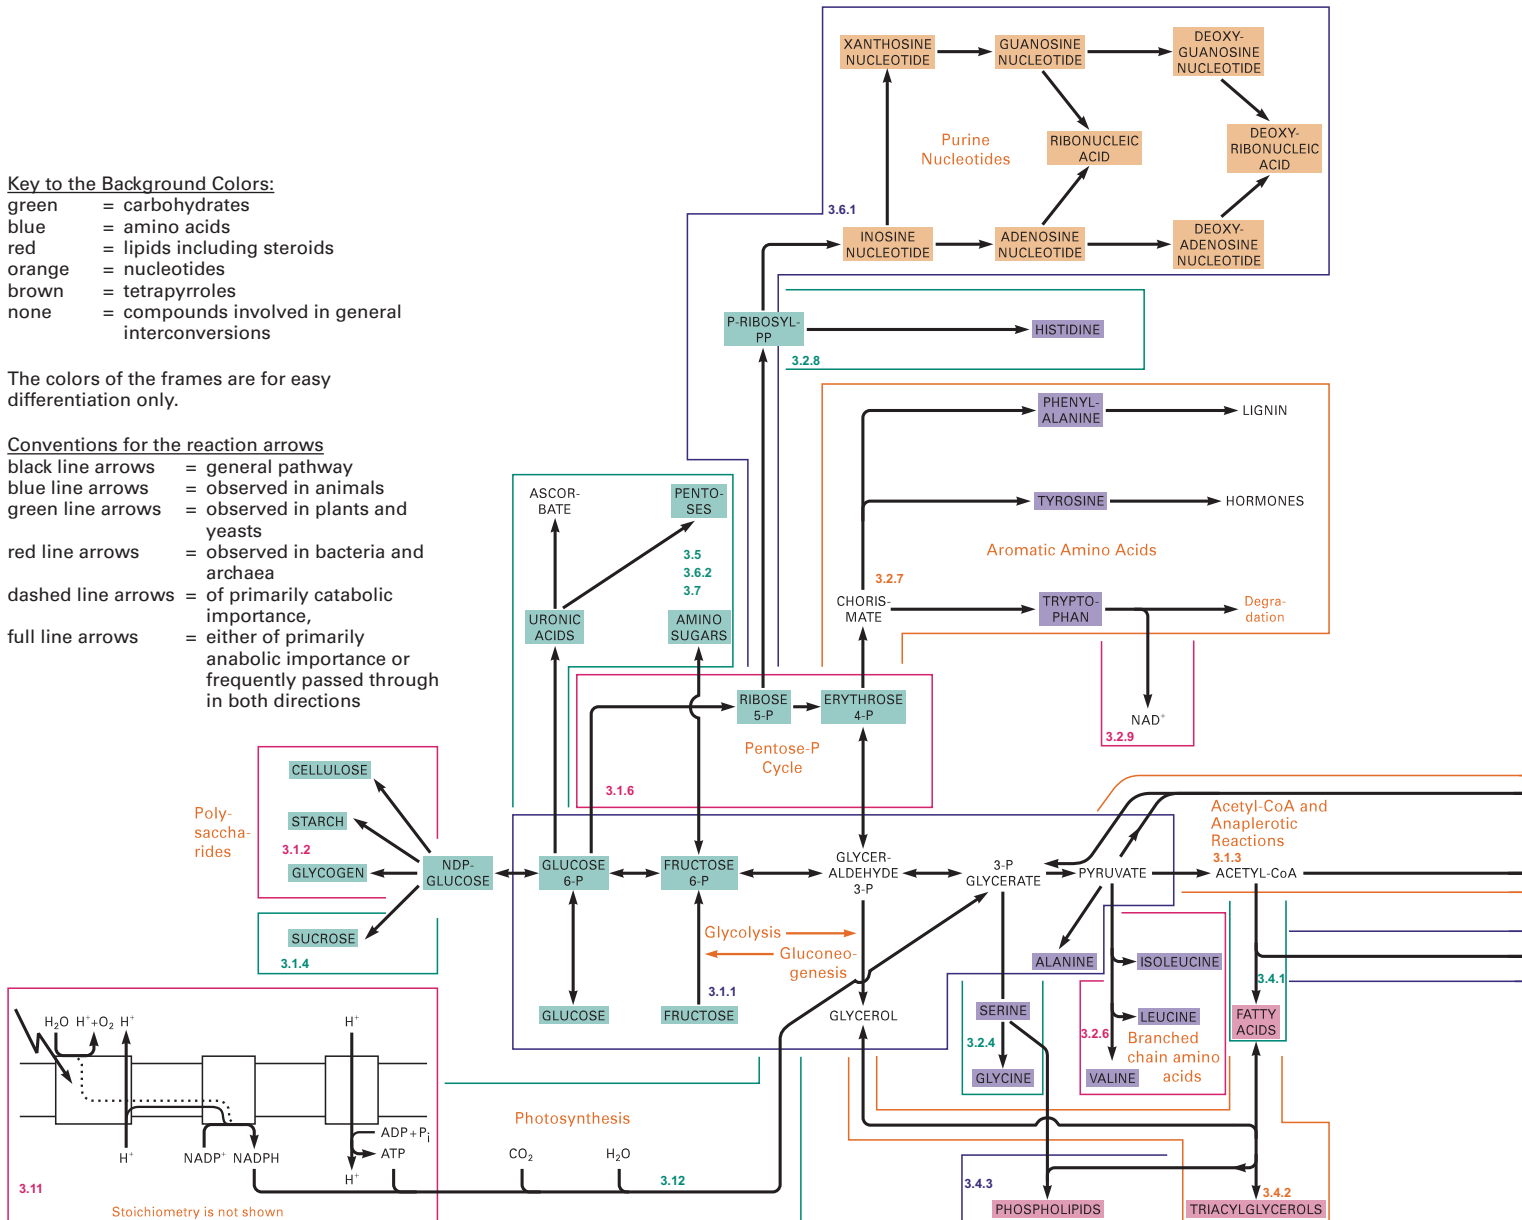 Key to the Background Colors:
green = carbohydrates
blue = amino acids
red = lipids including steroids
orange = nucleotides
brown = tetrapyrroles
none = compounds involved in general
interconversions
The colors of the frames are for easy
differentiation only.
Conventions for the reaction arrows
black line arrows = general pathway
blue line arrows = observed in animals
green line arrows = observed in plants and
yeasts
red line arrows = observed in bacteria and
archaea
dashed line arrows = of primarily catabolic
importance,
full line arrows = either of primarily
anabolic importance or
frequently passed through
in both directions
XANTHOSINE
NUCLEOTIDE
GUANOSINE
NUCLEOTIDE
DEOXY-
GUANOSINE
NUCLEOTIDE
Purine
Nucleotides
RIBONUCLEIC
ACID
DEOXY-
RIBONUCLEIC
ACID
3.6.1
INOSINE
NUCLEOTIDE
ADENOSINE
NUCLEOTIDE
DEOXY-
ADENOSINE
NUCLEOTIDE
P-RIBOSYL-
PP
HISTIDINE
3.2.8
PHENYL-
ALANINE
LIGNIN
TYROSINE
HORMONES
Aromatic Amino Acids
3.2.7
CHORIS-
MATE
TRYPTO-
PHAN
Degra-
dation
NAD+
3.2.9
ASCOR-
BATE
PENTO-
SES
3.5
3.6.2
3.7
URONIC
ACIDS
AMINO
SUGARS
RIBOSE
5-P
ERYTHROSE
4-P
Pentose-P
Cycle
3.1.6
CELLULOSE
Poly-
saccha-
rides
STARCH
3.1.2
GLYCOGEN
NDP-
GLUCOSE
SUCROSE
3.1.4
GLUCOSE
6-P
FRUCTOSE
6-P
GLYCER-
ALDEHYDE
3-P
3-P
GLYCERATE
PYRUVATE
Acetyl-CoA and
Anaplerotic
Reactions
3.1.3
ACETYL-CoA
Glycolysis
Gluconeo-
genesis
3.1.1
GLUCOSE
FRUCTOSE
GLYCEROL
ALANINE
ISOLEUCINE
LEUCINE
3.2.6
Branched
chain amino
acids
VALINE
SERINE
3.2.4
GLYCINE
3.4.1
FATTY
ACIDS
H2O H++O2 H+
H+
H+
NADP+ NADPH
ADP+Pi
ATP
H+
3.11
Stoichiometry is not shown
Photosynthesis
CO2
H2O
3.12
3.4.3
PHOSPHOLIPIDS
3.4.2
TRIACYLGLYCEROLS